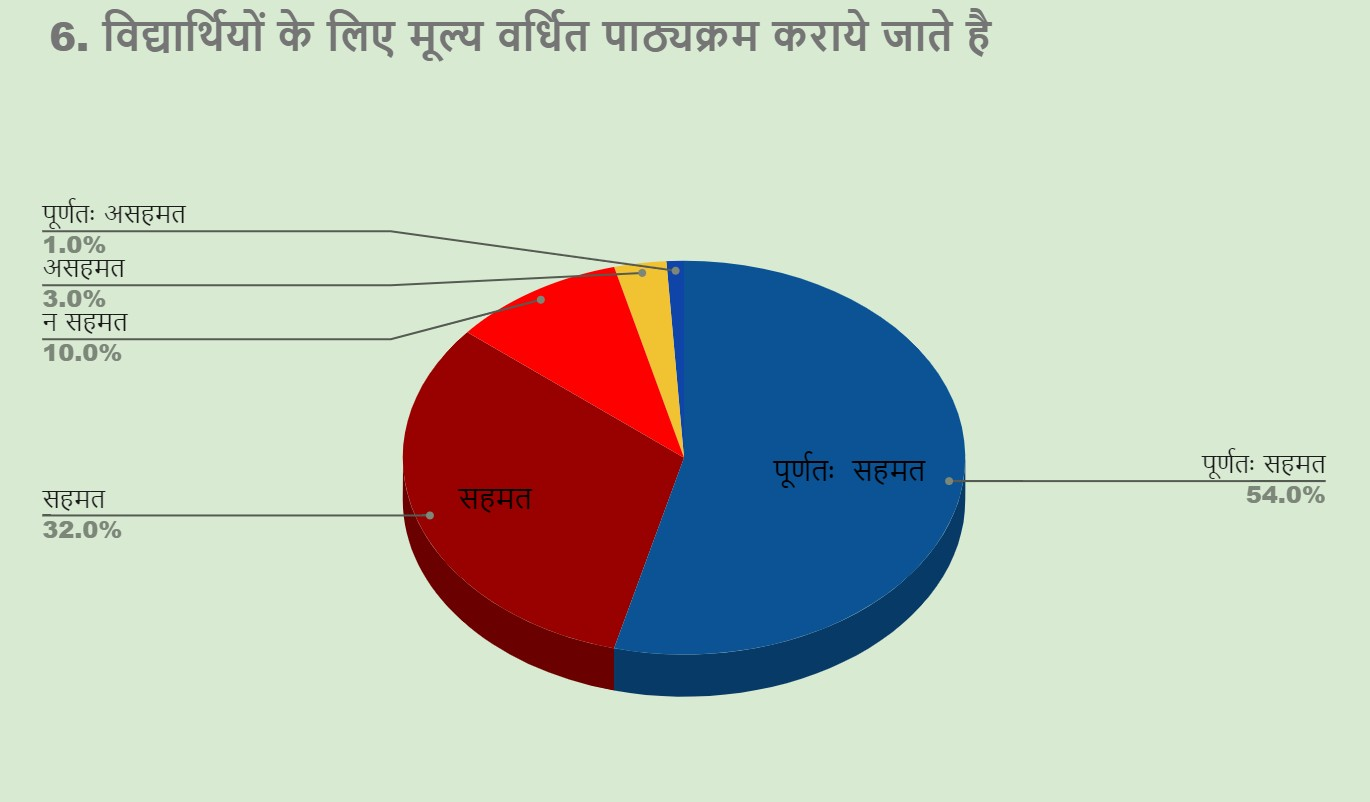 6. विद्यार्थियों के लिए मूल्य वर्धित पाठ्यक्रम कराये जाते है
पूर्णतः असहमत
1.0%
असहमत
3.0%
न सहमत
10.0%
सहमत
32.0%
सहमत
पूर्णतः सहमत
पूर्णतः सहमत
54.0%